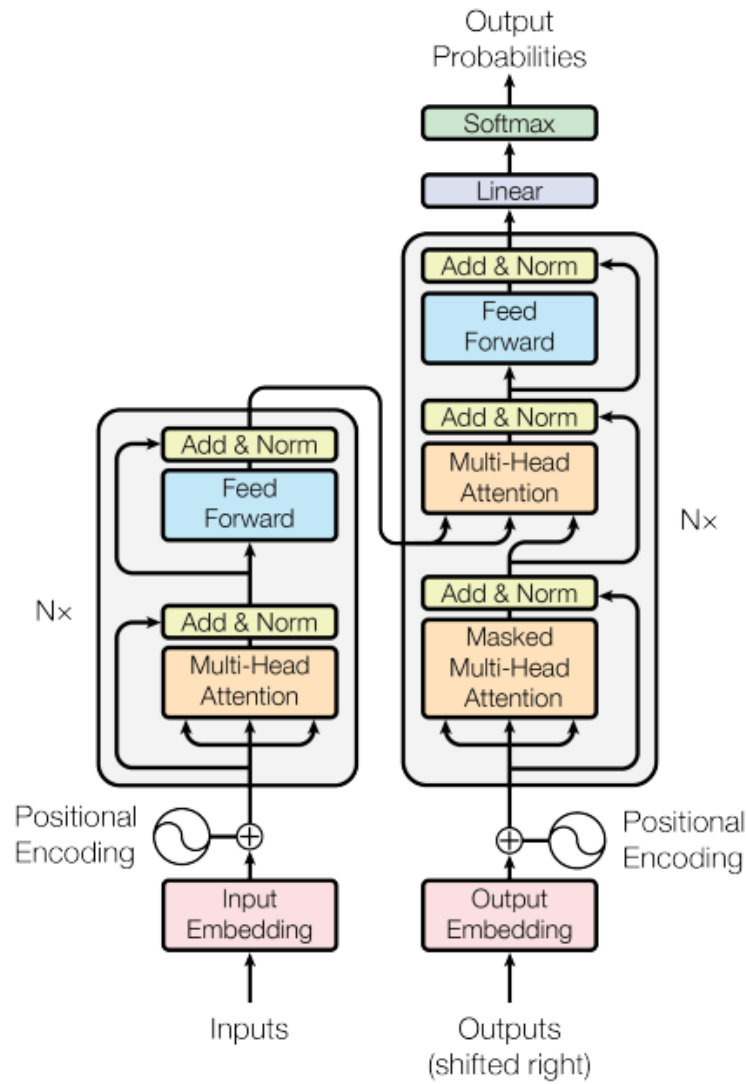 Output
Probabilities
Softmax
Linear
Add & Norm
Feed
Forward
Add & Norm
Multi-Head
Attention
Nx
Add & Norm
Masked
Multi-Head
Attention
Add & Norm
Feed
Forward
Nx
Add & Norm
Multi-Head
Attention
Positional
Encoding
Positional
Encoding
Input
Embedding
Output
Embedding
Inputs
Outputs
(shifted right)